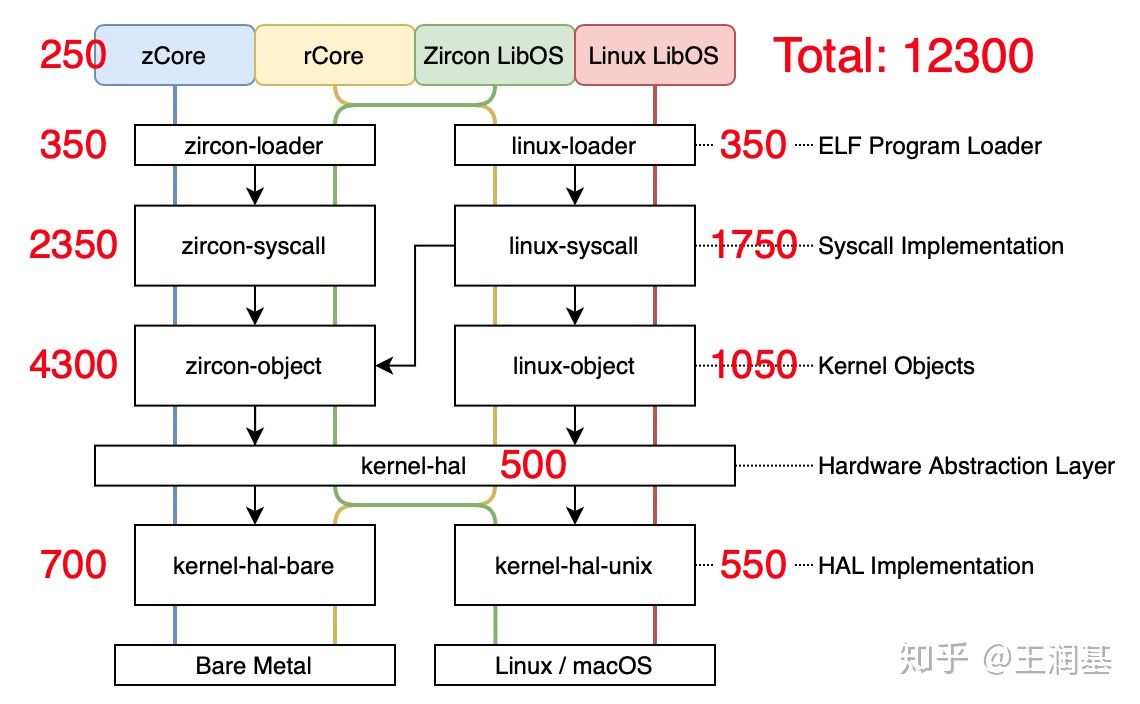 250 zCore rCore Zircon LibOS Linux LibOS Total: 12300
350 zircon-loader linux-loader 350 ELF Program Loader
2350 zircon-syscall linux-syscall 1750 Syscall Implementation
4300 zircon-object linux-object 1050 Kernel Objects
kernel-hal 500 Hardware Abstraction Layer
700 kernel-hal-bare kernel-hal-unix 550 HAL Implementation
Bare Metal Linux / macOS
知乎 @王润基